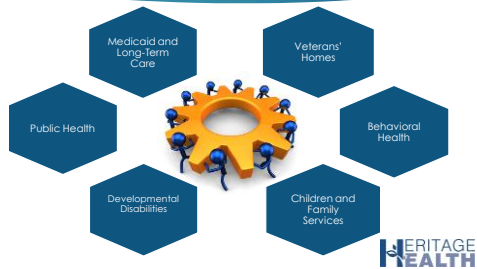 Medicaid and
Long-Term
Care
Veterans'
Homes
Public Health
Behavioral
Health
Developmental
Disabilities
Children and
Family
Services
HERITAGE
HEALTH